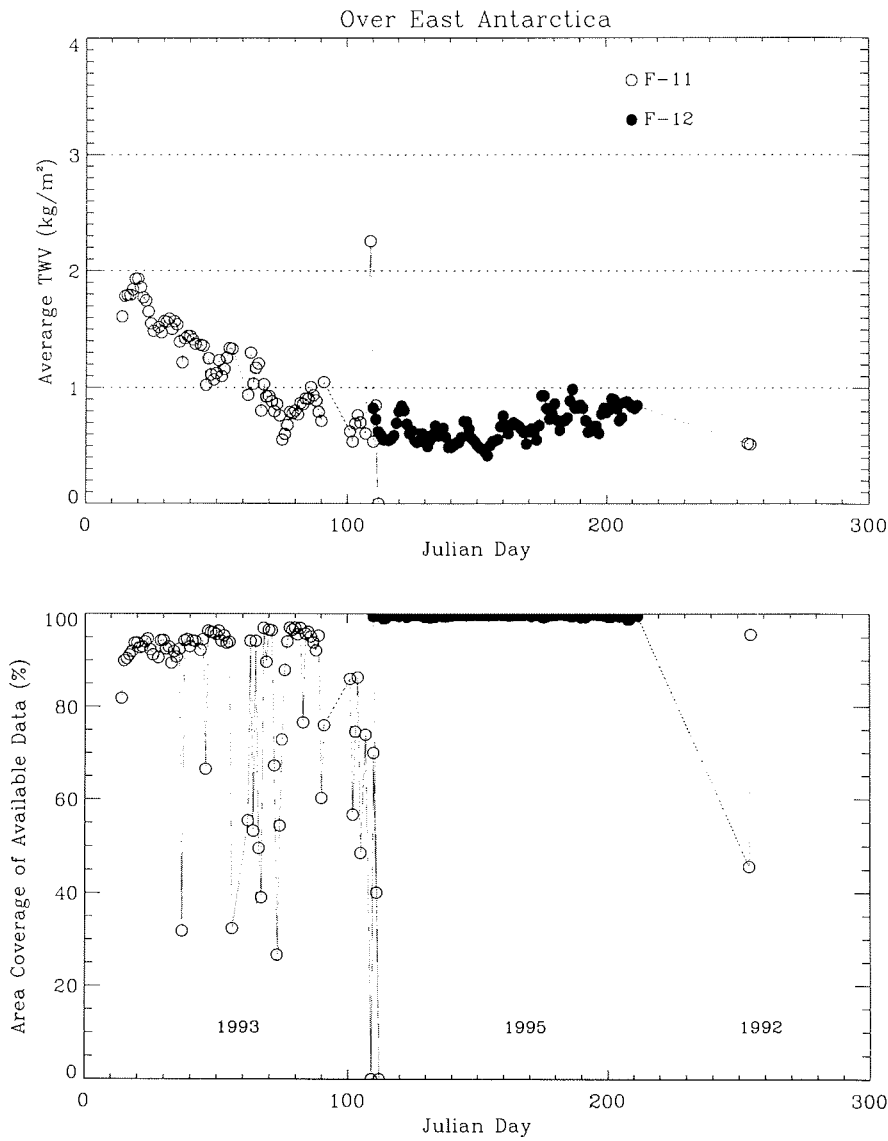 Over East Antarctica
4
3
2
1
0
Averarge TWV (kg/m²)
F-11
F-12
0 100 200 300
Julian Day
100
80
60
40
20
0
Area Coverage of Available Data (%)
1993 1995 1992
0 100 200 300
Julian Day